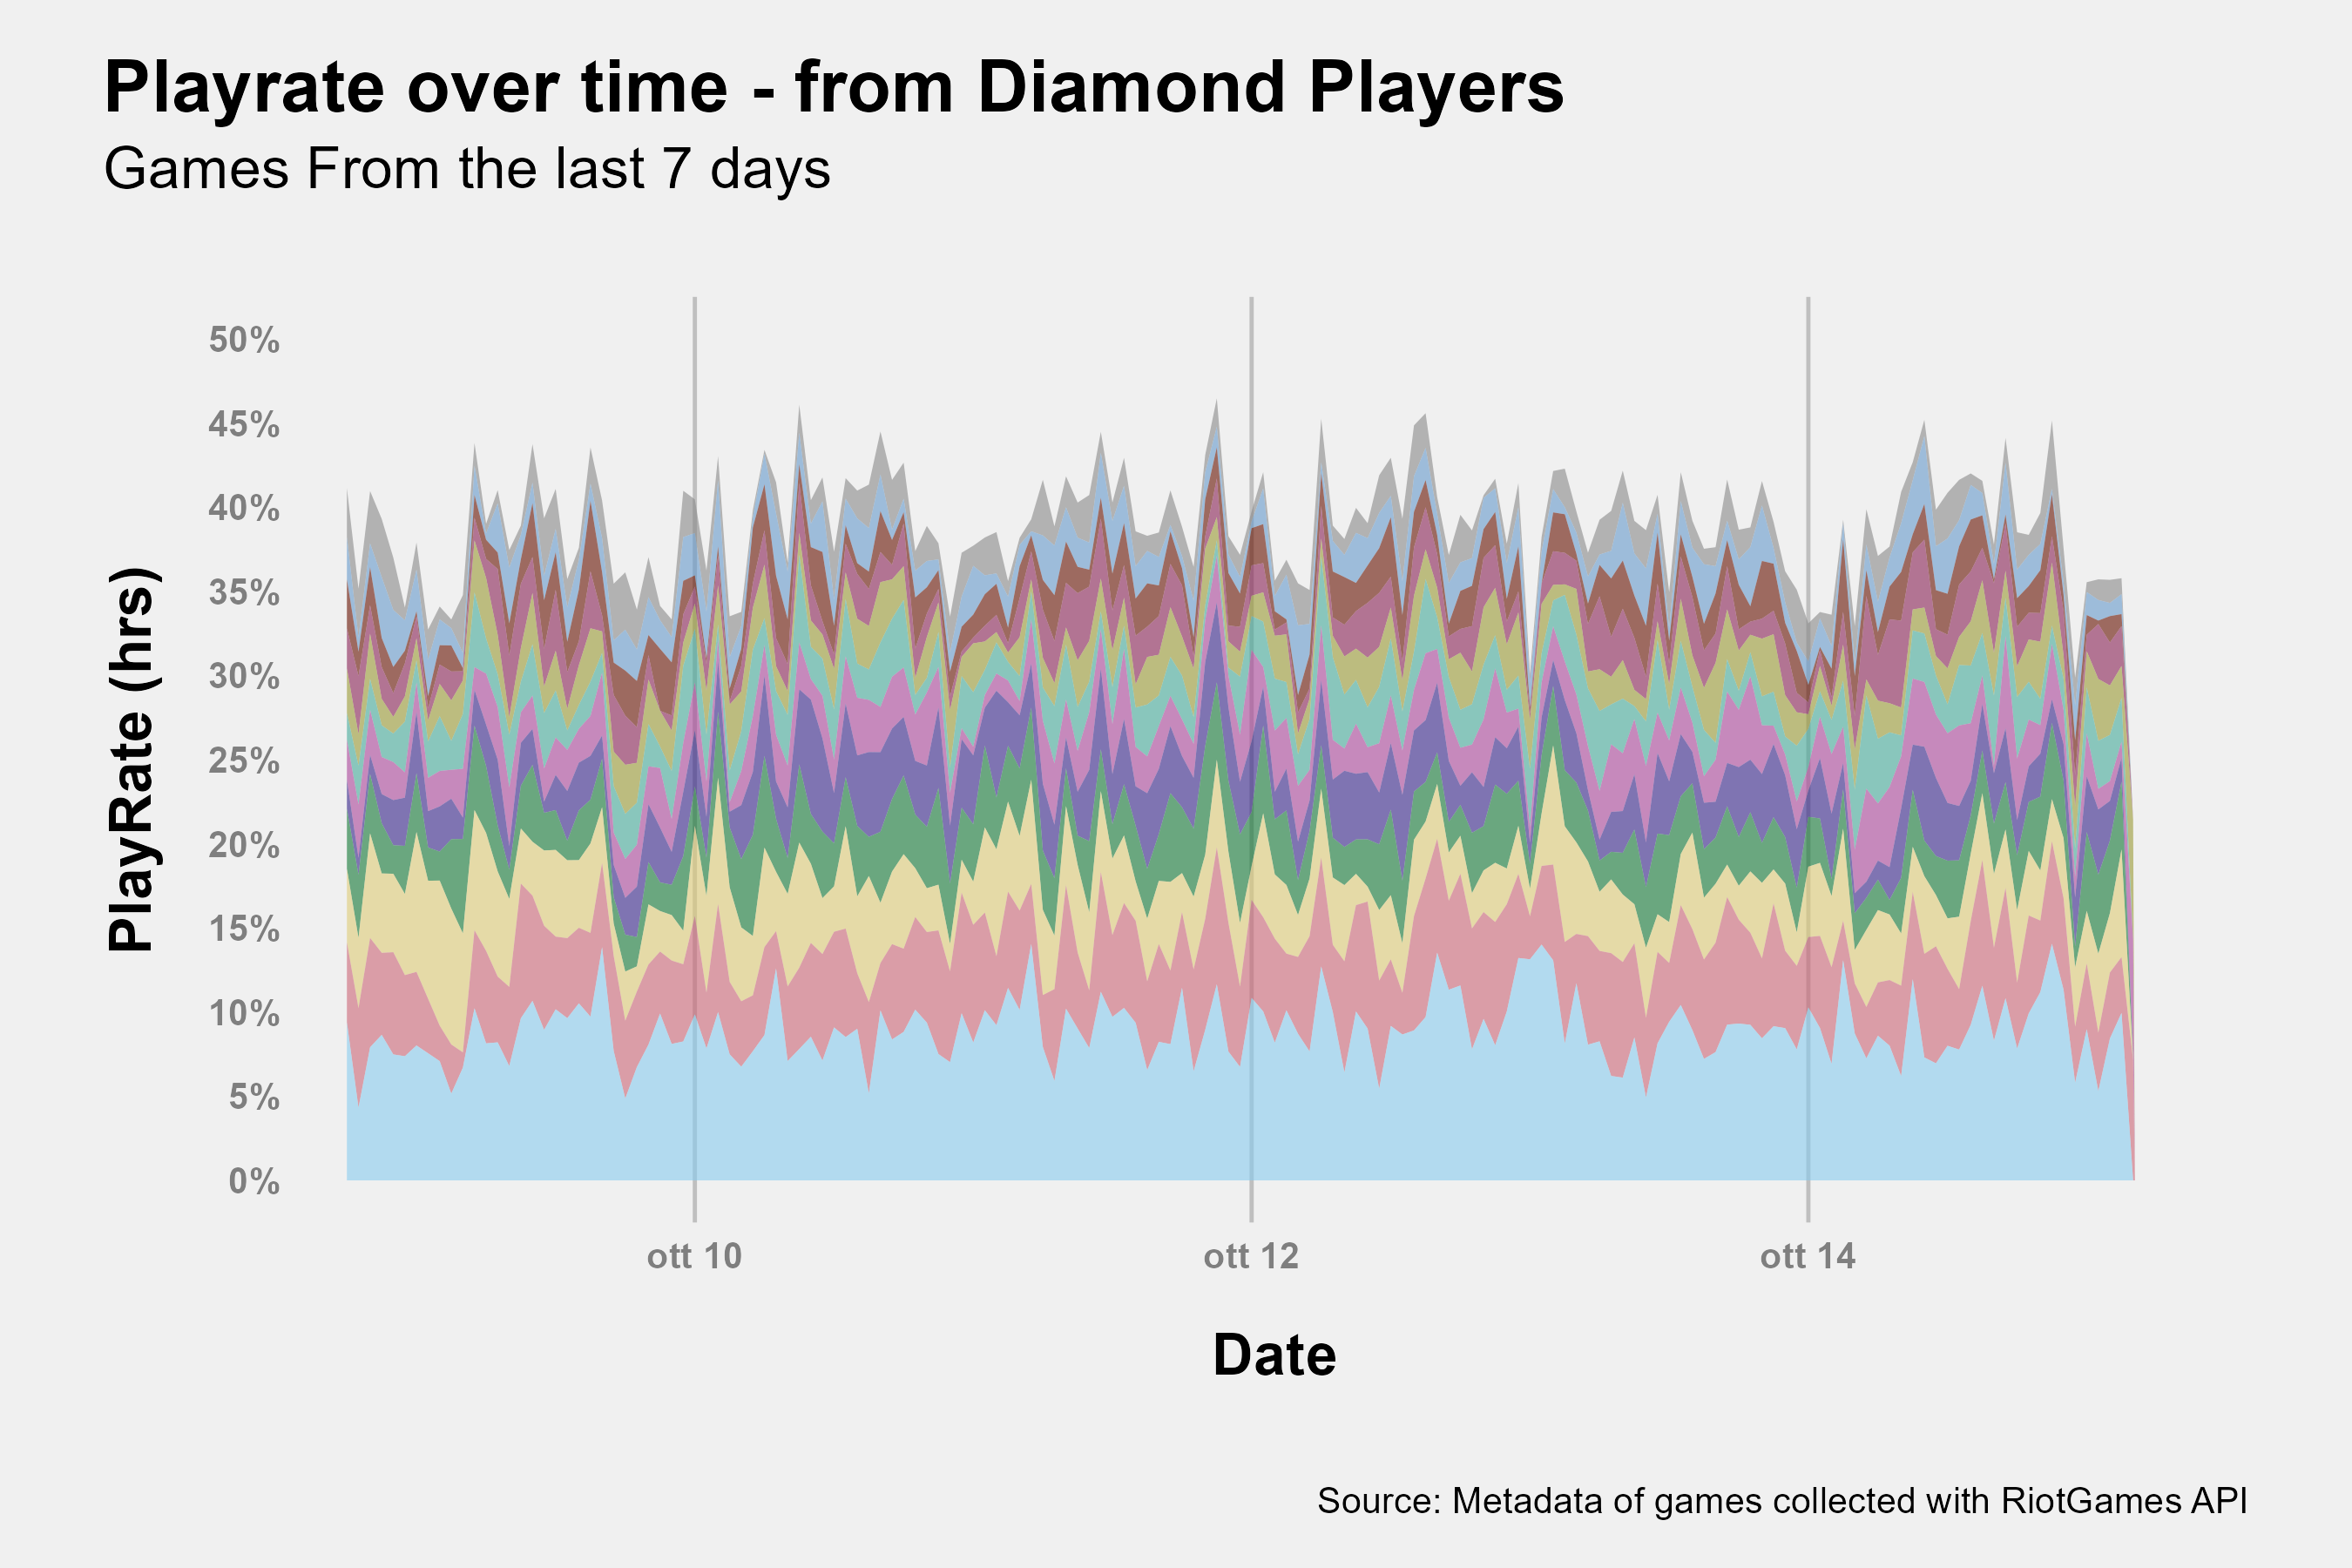 Playrate over time - from Diamond Players
Games From the last 7 days
PlayRate (hrs)
50%
45%
40%
35%
30%
25%
20%
15%
10%
5%
0%
ott 10
ott 12
ott 14
Date
Source: Metadata of games collected with RiotGames API